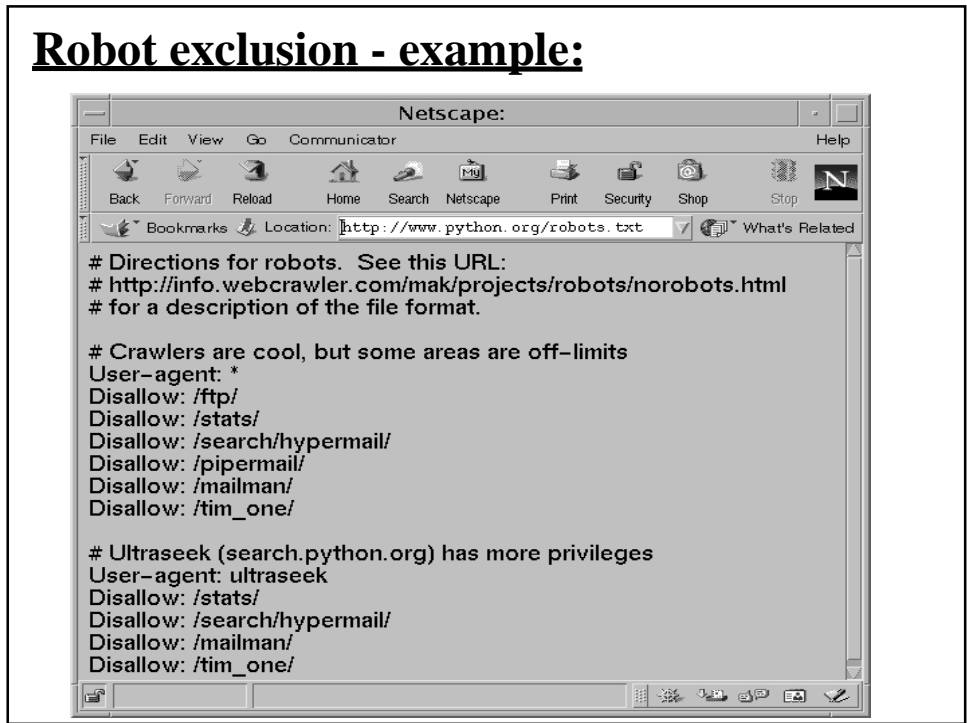 Robot exclusion - example:
Netscape:
File Edit View Go Communicator Help
Back Forward Reload Home Search Netscape Print Security Shop Stop
My
N
Bookmarks Location: http://www.python.org/robots.txt What's Related
# Directions for robots. See this URL:
# http://info.webcrawler.com/mak/projects/robots/norobots.html
# for a description of the file format.
# Crawlers are cool, but some areas are off-limits
User-agent: *
Disallow: /ftp/
Disallow: /stats/
Disallow: /search/hypermail/
Disallow: /pipermail/
Disallow: /mailman/
Disallow: /tim_one/
# Ultraseek (search.python.org) has more privileges
User-agent: ultraseek
Disallow: /stats/
Disallow: /search/hypermail/
Disallow: /mailman/
Disallow: /tim_one/